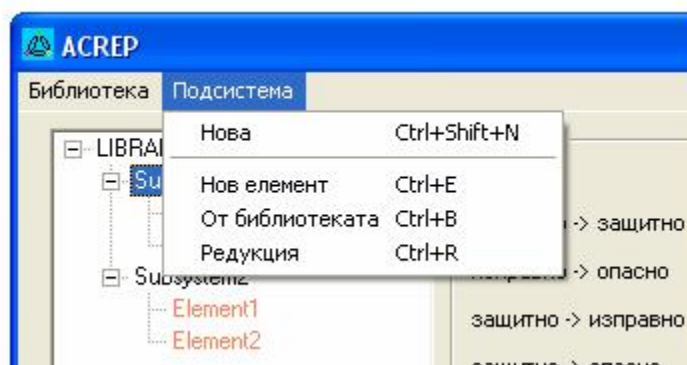 ACREP
Библиотека Подсистема
Нова Ctrl+Shift+N
Нов елемент Ctrl+E
От библиотеката Ctrl+B
Редукция Ctrl+R
-> защитно
-> опасно
Subsystem2
Element1
защитно -> изправно
Element2